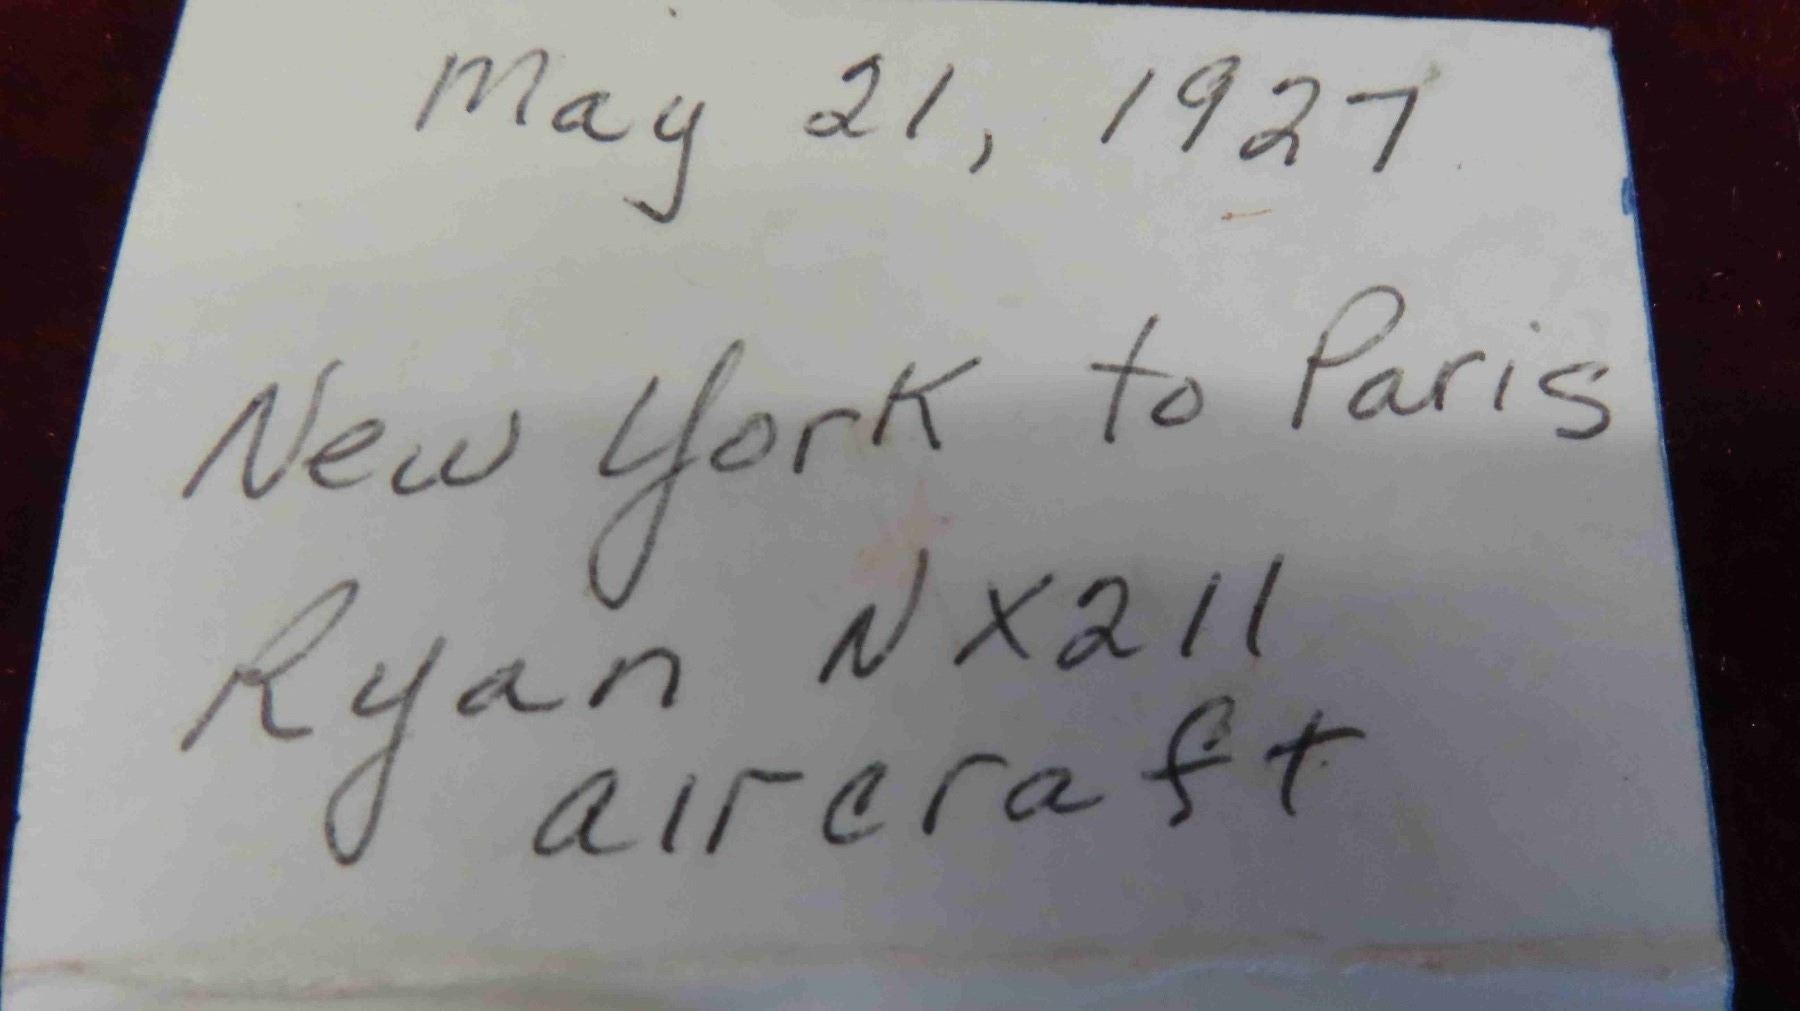 May 21, 1927
New York to Paris
Ryan NX211
aircraft